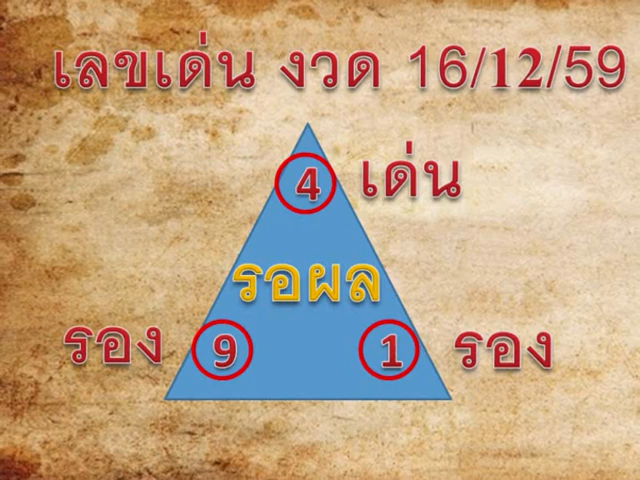 เลขเด่น งวด 16/12/59
4 เด่น
รอผล
รอง 9 1 รอง